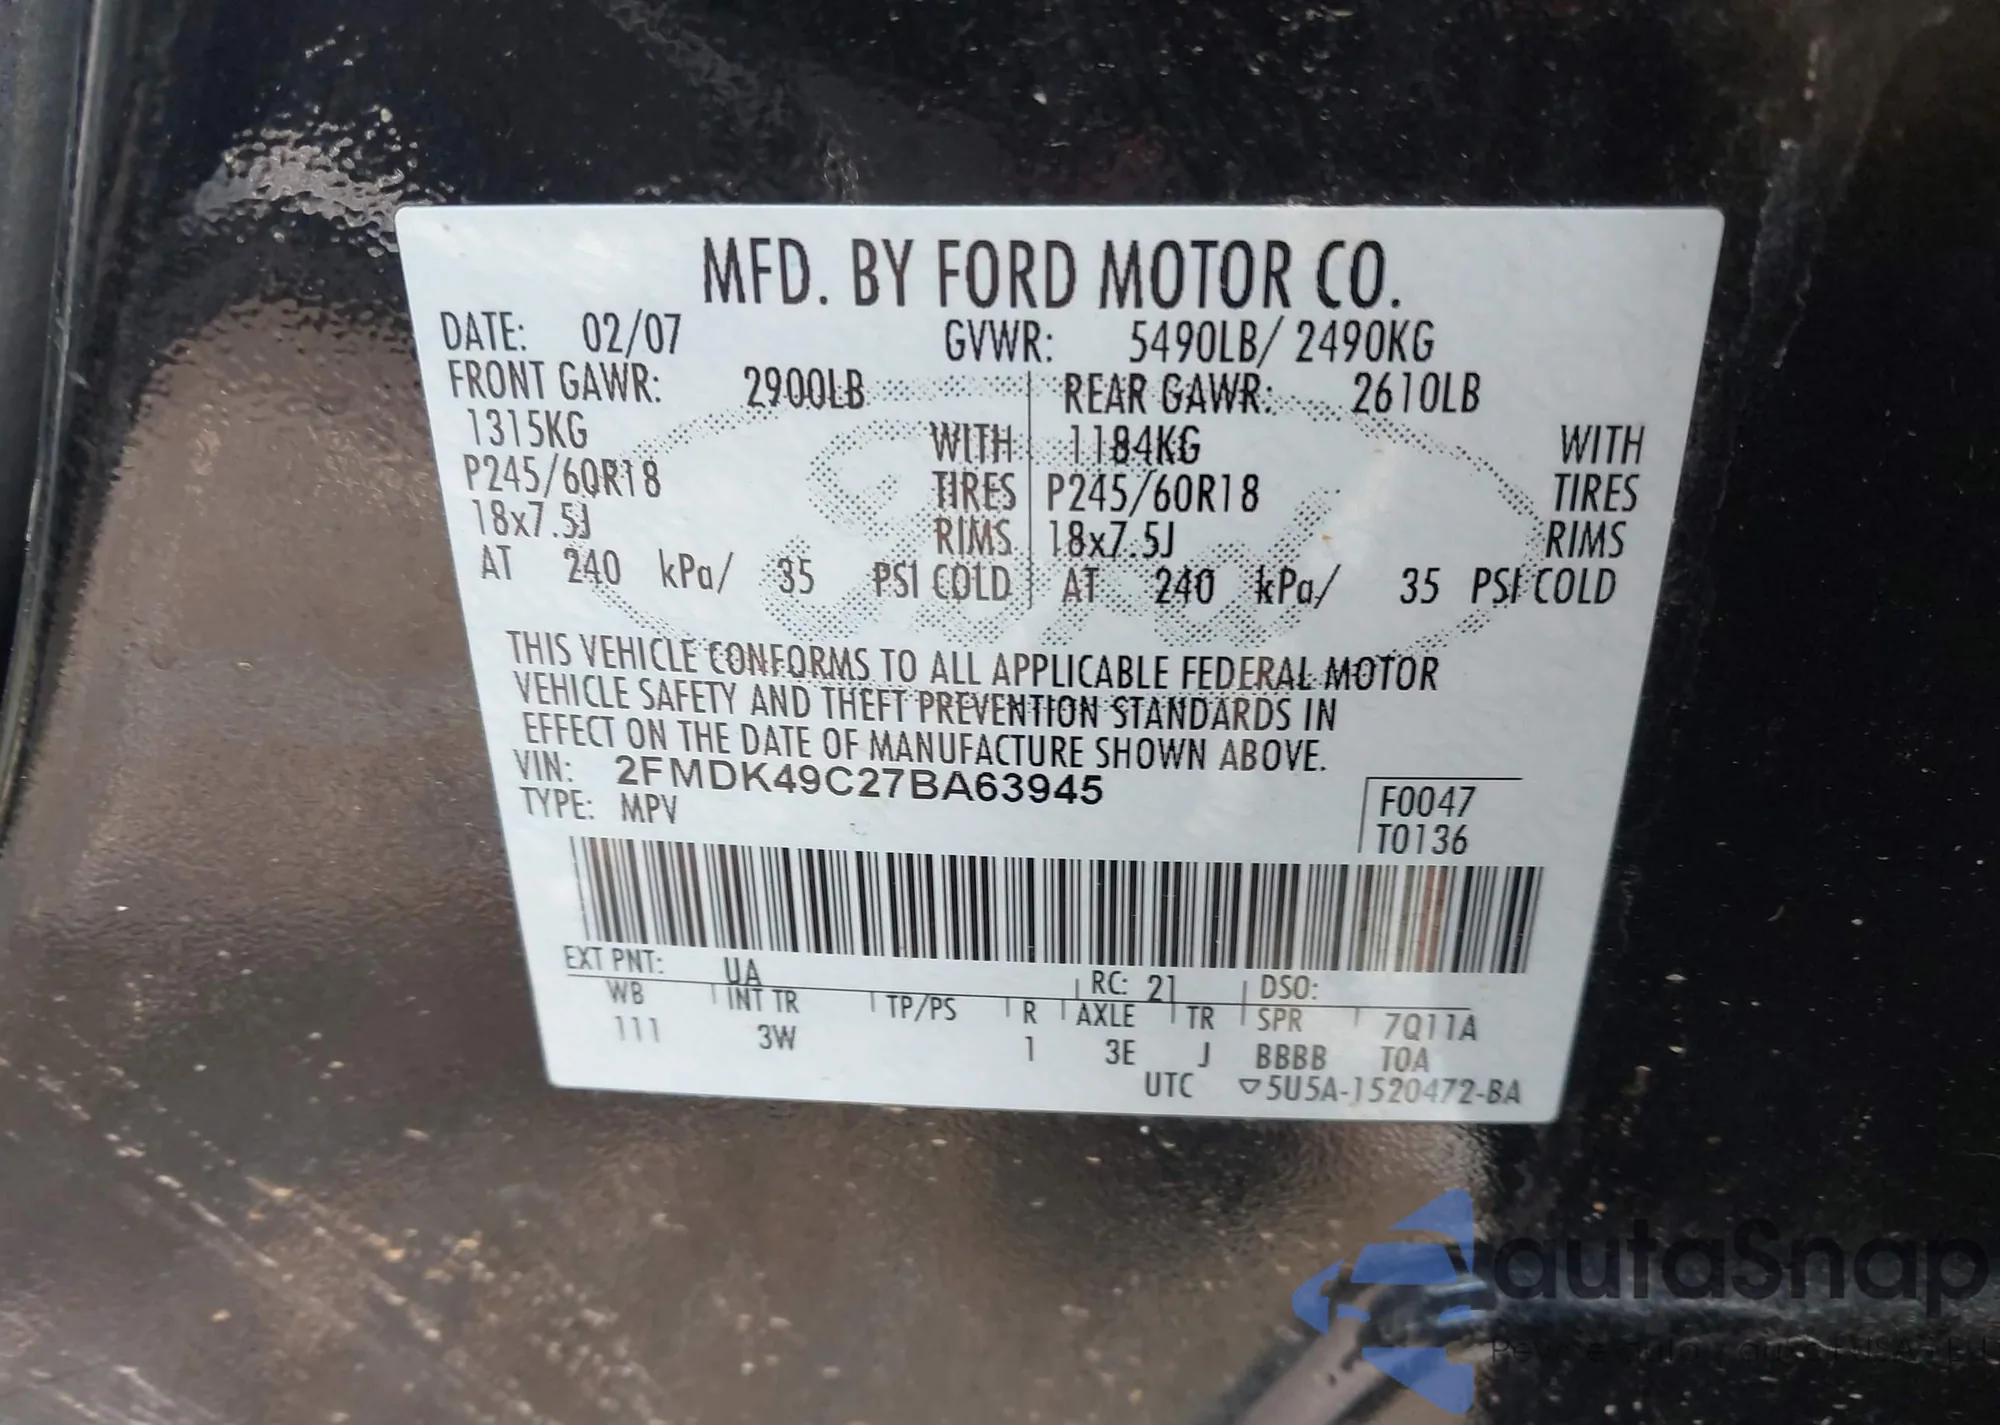 MFD. BY FORD MOTOR CO.
DATE: 02/07 GVWR: 5490LB/ 2490KG
FRONT GAWR: 2900LB REAR GAWR: 2610LB
1315KG WITH 1184KG WITH
P245/60R18 TIRES P245/60R18 TIRES
18x7.5J RIMS 18x7.5J RIMS
AT 240 kPa/ 35 PSI COLD AT 240 kPa/ 35 PSI COLD
Ford
THIS VEHICLE CONFORMS TO ALL APPLICABLE FEDERAL MOTOR
VEHICLE SAFETY AND THEFT PREVENTION STANDARDS IN
EFFECT ON THE DATE OF MANUFACTURE SHOWN ABOVE.
VIN: 2FMDK49C27BA63945
TYPE: MPV
F0047
T0136
EXT PNT: UA RC: 21 DSO:
WB INT TR TP/PS R AXLE TR SPR 7Q11A
111 3W 1 3E J BBBB TOA
UTC ▽5U5A-1520472-BA
autaSnap